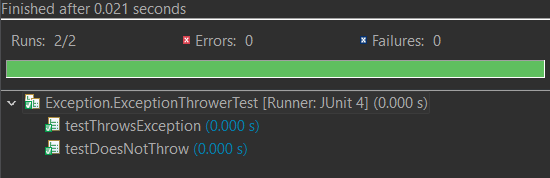 Finished after 0.021 seconds
Runs: 2/2 Errors: 0 Failures: 0
Exception.ExceptionThrowerTest [Runner: JUnit 4] (0.000 s)
testThrowsException (0.000 s)
testDoesNotThrow (0.000 s)